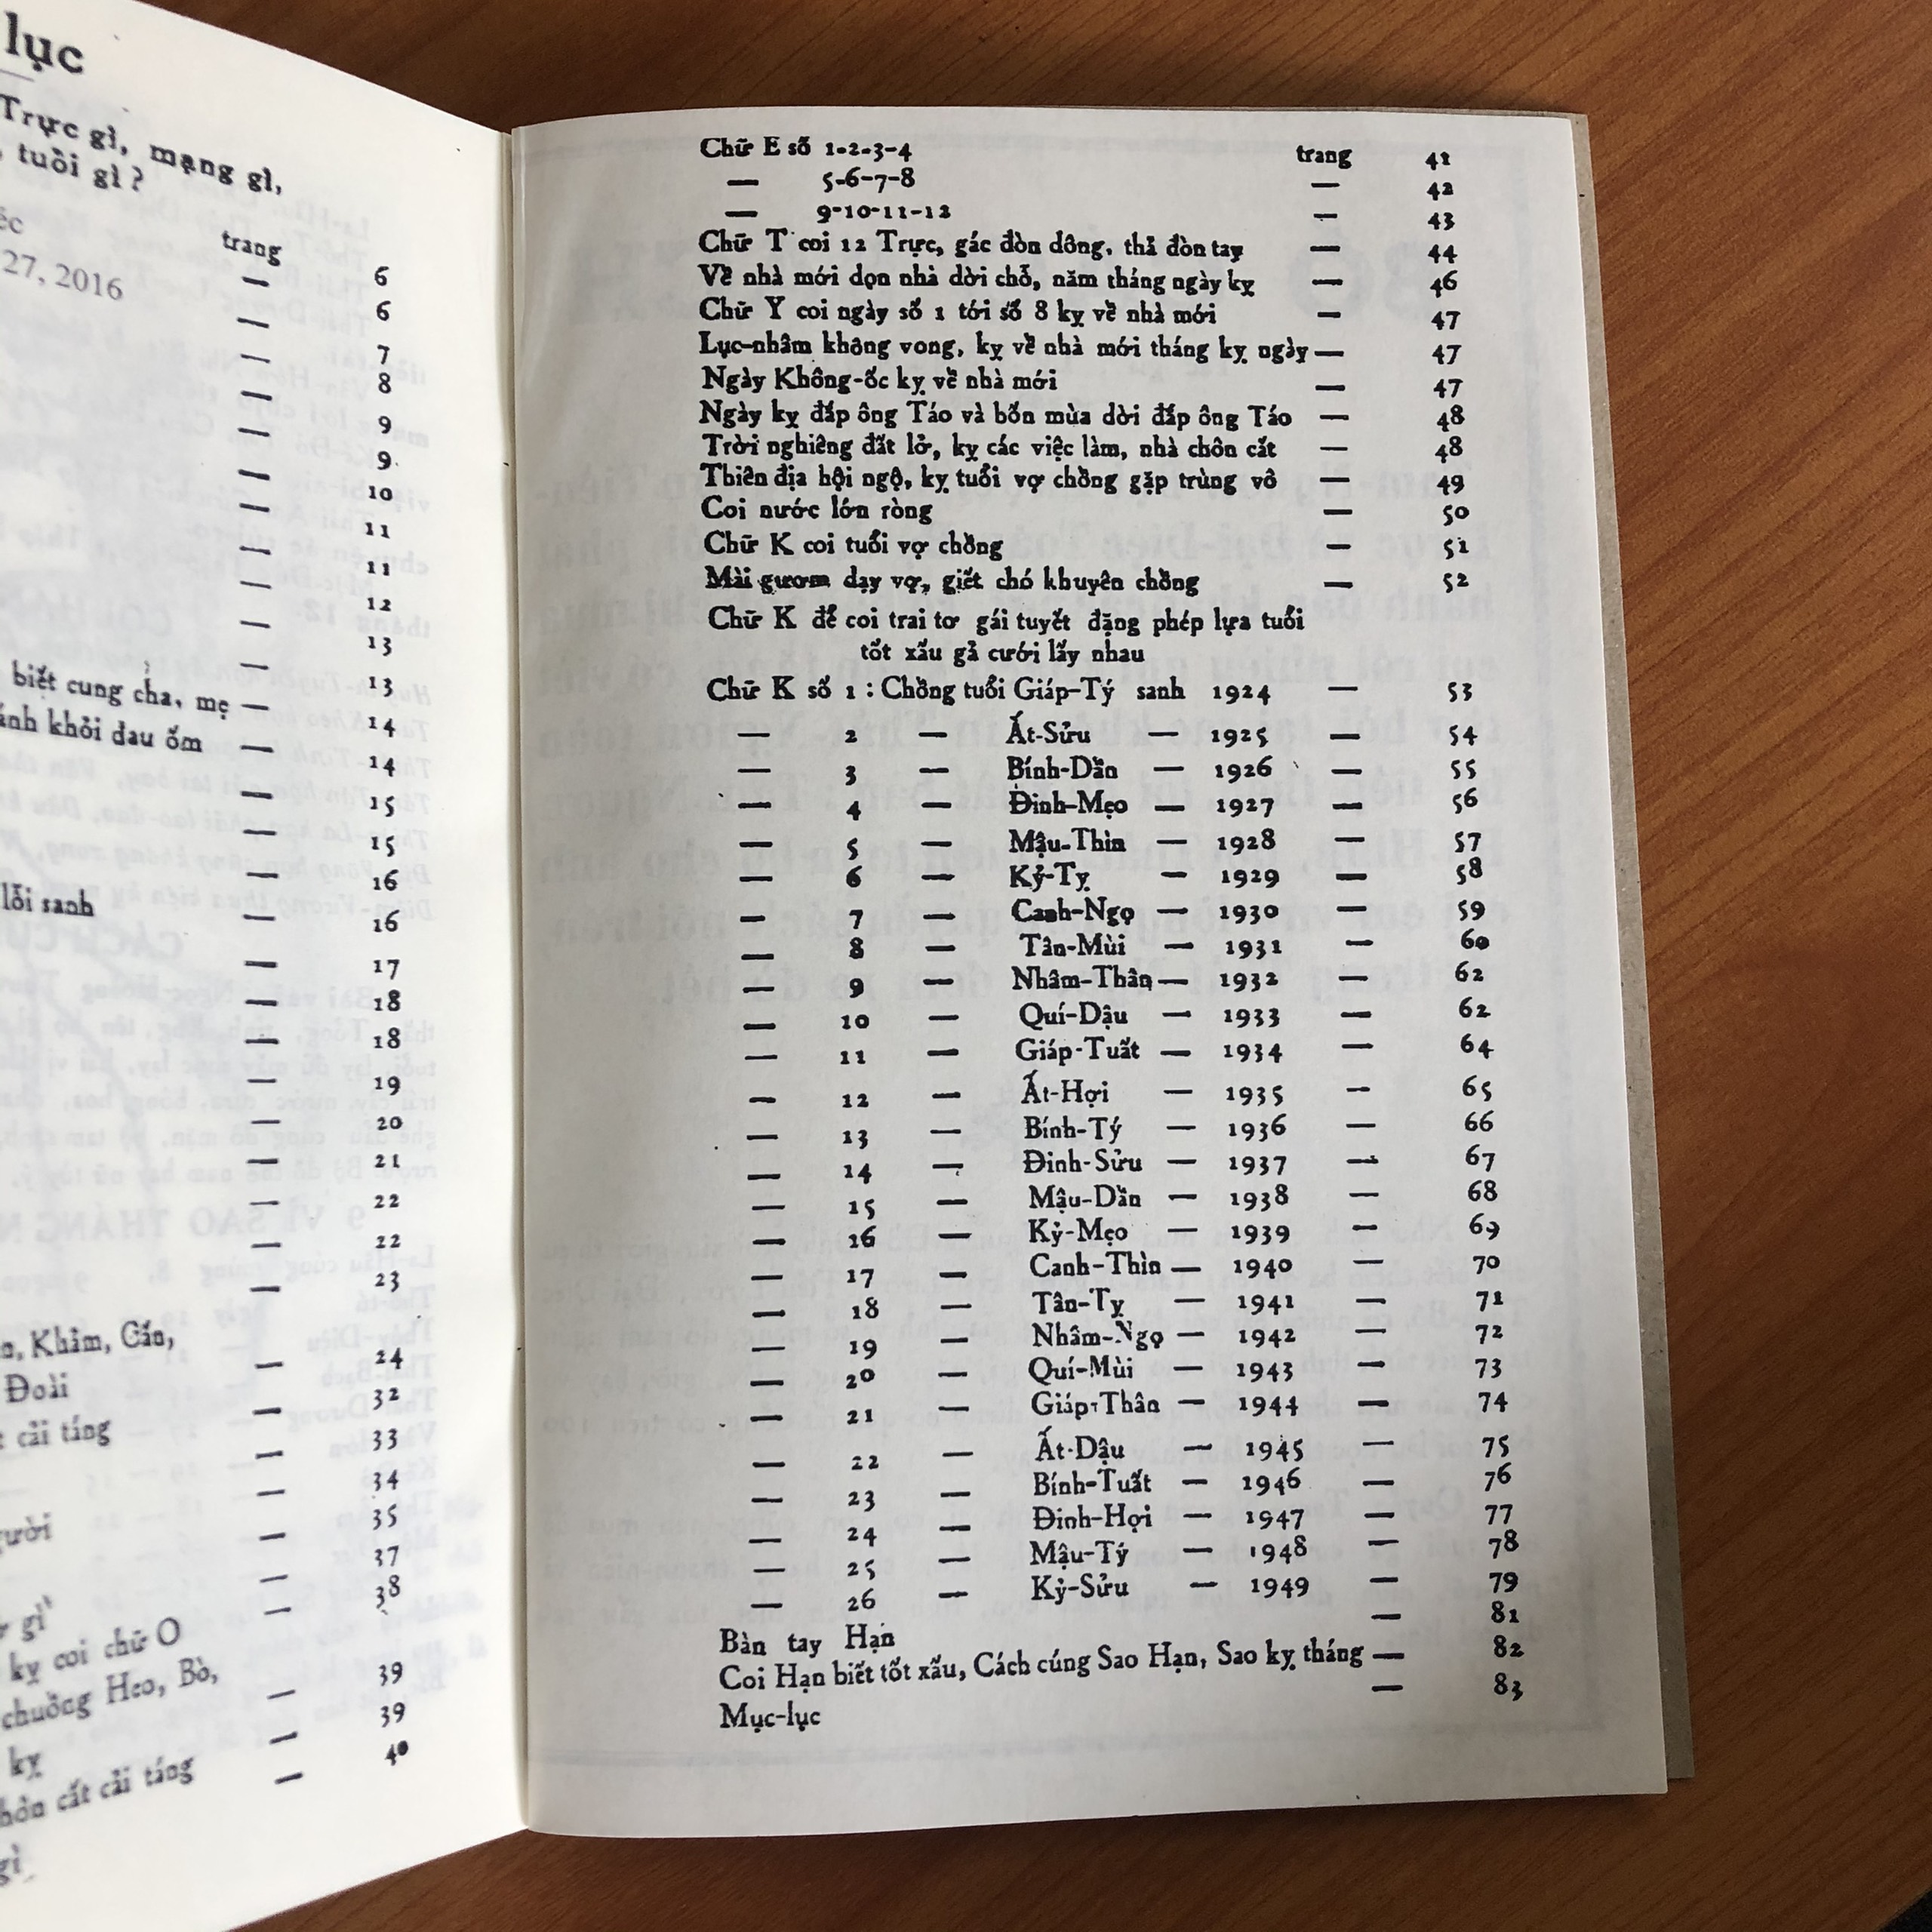 lục
Trực gì, mạng gì,
tuổi gì ?
27, 2016
trang
— 6
— 6
— 7
— 8
— 9
— 9
— 10
— 11
— 11
— 12
— 13
— 13
biết cung cha, mẹ — 14
ánh khỏi đau ốm — 14
— 15
— 15
— 16
lỗi sanh — 16
— 17
— 18
— 18
— 19
— 20
— 21
— 22
— 22
— 23
Khảm, Cấn, — 24
Đoài — 32
cải táng — 33
— 34
— 35
— 37
gì — 38
kỵ coi chữ O
chuồng Heo, Bò, — 39
— 39
kỵ — 40
cất cải táng
gì
Chữ E số 1-2-3-4 trang 41
— 5-6-7-8 — 42
— 9-10-11-12 — 43
Chữ T coi 12 Trực, gác đòn dông, thả đòn tay — 44
Về nhà mới dọn nhà dời chỗ, năm tháng ngày kỵ — 46
Chữ Y coi ngày số 1 tới số 8 kỵ về nhà mới — 47
Lục-nhâm không vong, kỵ về nhà mới tháng kỵ ngày — 47
Ngày Không-ốc kỵ về nhà mới — 47
Ngày kỵ đắp ông Táo và bốn mùa dời đắp ông Táo — 48
Trời nghiêng đất lở, kỵ các việc làm, nhà chôn cất — 48
Thiên địa hội ngộ, kỵ tuổi vợ chồng gặp trùng vô — 49
Coi nước lớn ròng — 50
Chữ K coi tuổi vợ chồng — 51
Mài gươm dạy vợ, giết chó khuyên chồng — 52
Chữ K để coi trai tơ gái tuyết đặng phép lựa tuổi
tốt xấu gả cưới lấy nhau
Chữ K số 1 : Chồng tuổi Giáp-Tý sanh 1924 — 53
— 2 — Ất-Sửu — 1925 — 54
— 3 — Bính-Dần — 1926 — 55
— 4 — Đinh-Mẹo — 1927 — 56
— 5 — Mậu-Thìn — 1928 — 57
— 6 — Kỷ-Tỵ — 1929 — 58
— 7 — Canh-Ngọ — 1930 — 59
— 8 — Tân-Mùi — 1931 — 60
— 9 — Nhâm-Thân — 1932 — 62
— 10 — Quí-Dậu — 1933 — 62
— 11 — Giáp-Tuất — 1934 — 64
— 12 — Ất-Hợi — 1935 — 65
— 13 — Bính-Tý — 1936 — 66
— 14 — Đinh-Sửu — 1937 — 67
— 15 — Mậu-Dần — 1938 — 68
— 16 — Kỷ-Mẹo — 1939 — 69
— 17 — Canh-Thìn — 1940 — 70
— 18 — Tân-Tỵ — 1941 — 71
— 19 — Nhâm-Ngọ — 1942 — 72
— 20 — Quí-Mùi — 1943 — 73
— 21 — Giáp-Thân — 1944 — 74
— 22 — Ất-Dậu — 1945 — 75
— 23 — Bính-Tuất — 1946 — 76
— 24 — Đinh-Hợi — 1947 — 77
— 25 — Mậu-Tý — 1948 — 78
— 26 — Kỷ-Sửu — 1949 — 79
Bàn tay Hạn — 81
Coi Hạn biết tốt xấu, Cách cúng Sao Hạn, Sao kỵ tháng — 82
Mục-lục — 83